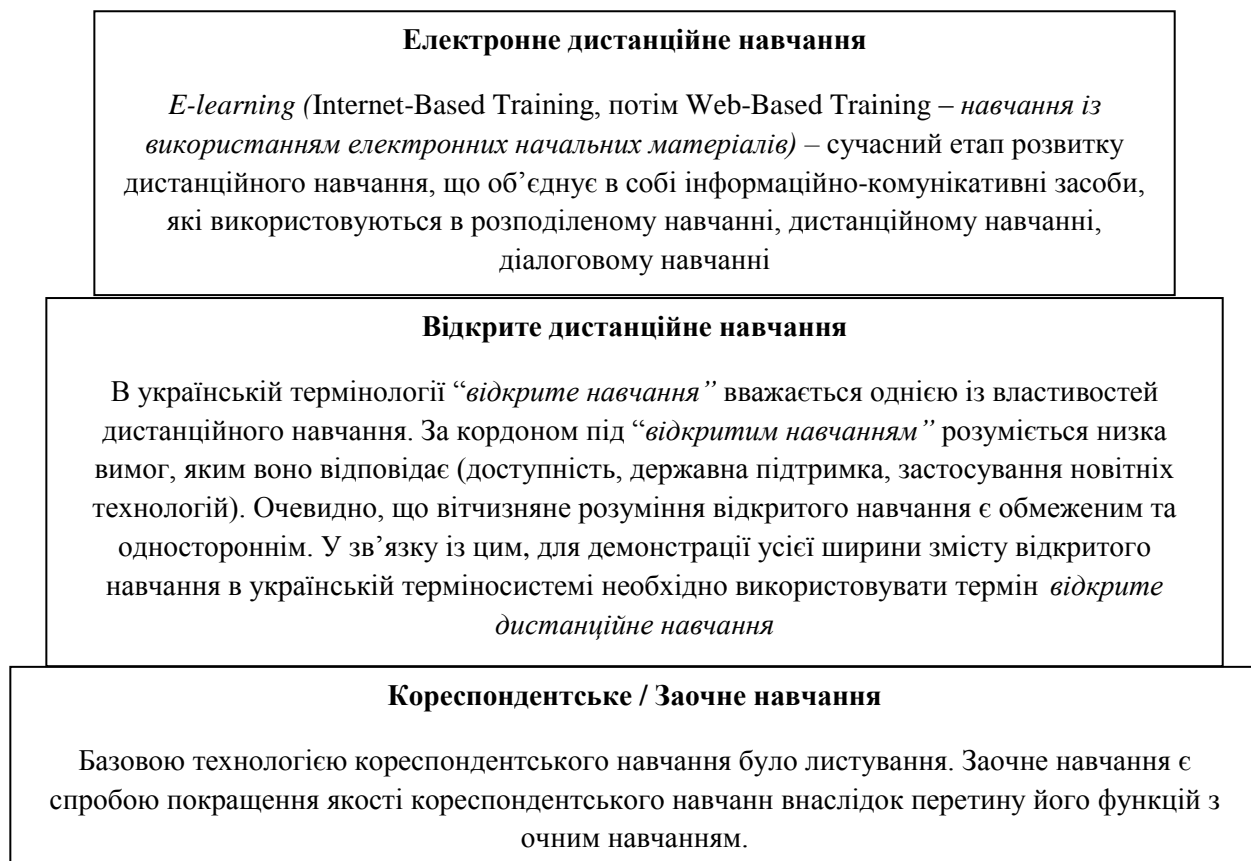 Електронне дистанційне навчання
E-learning (Internet-Based Training, потім Web-Based Training – навчання із
використанням електронних начальних матеріалів) – сучасний етап розвитку
дистанційного навчання, що об’єднує в собі інформаційно-комунікативні засоби,
які використовуються в розподіленому навчанні, дистанційному навчанні,
діалоговому навчанні
Відкрите дистанційне навчання
В українській термінології “відкрите навчання” вважається однією із властивостей
дистанційного навчання. За кордоном під “відкритим навчанням” розуміється низка
вимог, яким воно відповідає (доступність, державна підтримка, застосування новітніх
технологій). Очевидно, що вітчизняне розуміння відкритого навчання є обмеженим та
одностороннім. У зв’язку із цим, для демонстрації усієї ширини змісту відкритого
навчання в українській терміносистемі необхідно використовувати термін відкрите
дистанційне навчання
Кореспондентське / Заочне навчання
Базовою технологією кореспондентського навчання було листування. Заочне навчання є
спробою покращення якості кореспондентського навчанн внаслідок перетину його функцій з
очним навчанням.